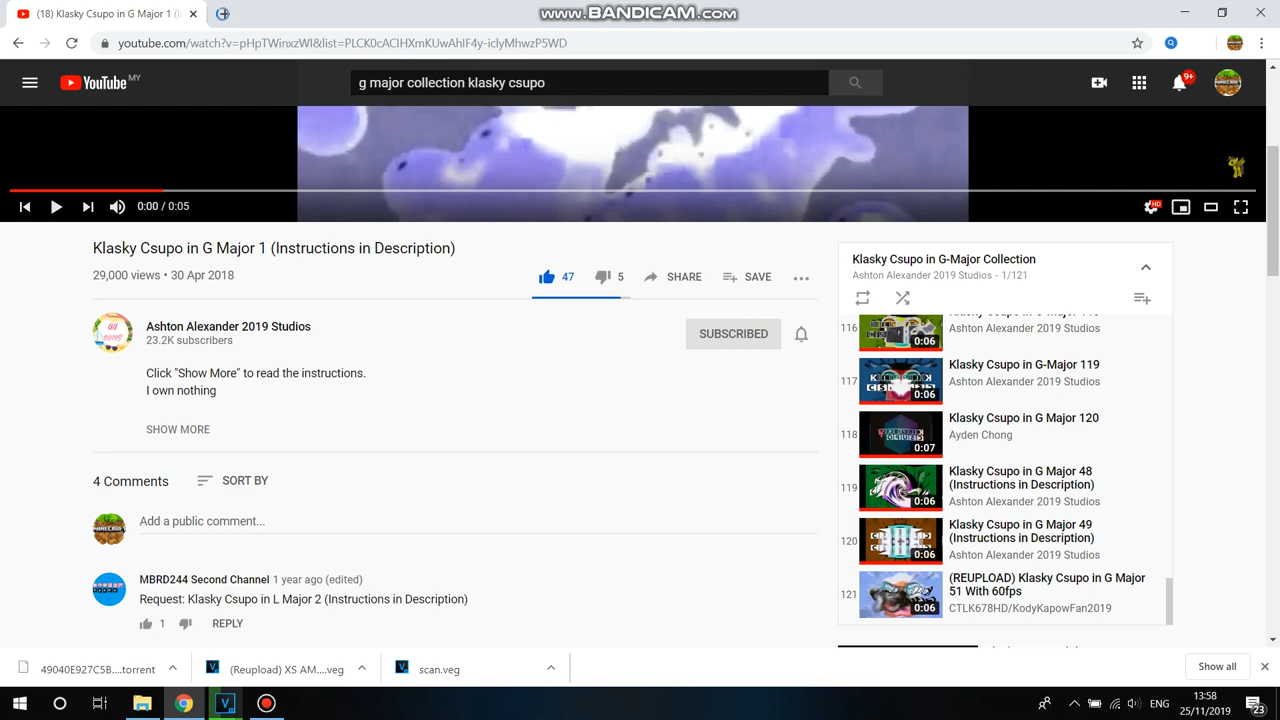 (18) Klasky Csupo in G Major 1 (I
www.BANDICAM.com
youtube.com/watch?v=pHpTWinxzWI&list=PLCK0cACIHXmKUwAhIF4y-iclyMhwzP5WD
YouTube MY
g major collection klasky csupo
9+
0:00 / 0:05
HD
Klasky Csupo in G Major 1 (Instructions in Description)
29,000 views • 30 Apr 2018
47
5
SHARE
SAVE
Ashton Alexander 2019 Studios
23.2K subscribers
SUBSCRIBED
Click "Show More" to read the instructions.
I own nothing
SHOW MORE
4 Comments
SORT BY
Add a public comment...
MBRD244 Second Channel 1 year ago (edited)
Request: Klasky Csupo in L Major 2 (Instructions in Description)
1
REPLY
Klasky Csupo in G-Major Collection
Ashton Alexander 2019 Studios - 1/121
116
Ashton Alexander 2019 Studios
0:06
117
Klasky Csupo in G-Major 119
Ashton Alexander 2019 Studios
0:06
118
Klasky Csupo in G Major 120
Ayden Chong
0:07
119
Klasky Csupo in G Major 48
(Instructions in Description)
Ashton Alexander 2019 Studios
0:06
120
Klasky Csupo in G Major 49
(Instructions in Description)
Ashton Alexander 2019 Studios
0:06
121
(REUPLOAD) Klasky Csupo in G Major
51 With 60fps
CTLK678HD/KodyKapowFan2019
0:06
49040E927C5B....torrent
(Reupload) XS AM....veg
scan.veg
Show all
ENG
13:58
25/11/2019
23